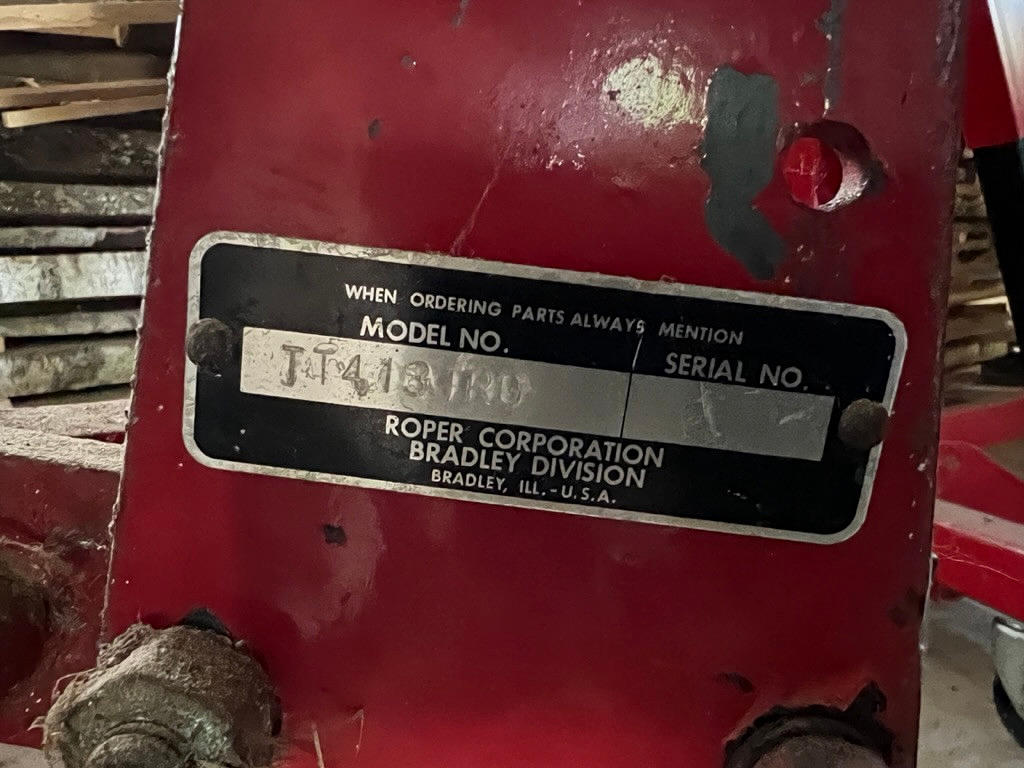 WHEN ORDERING PARTS ALWAYS MENTION
MODEL NO. SERIAL NO.
ROPER CORPORATION
BRADLEY DIVISION
BRADLEY, ILL.-U.S.A.